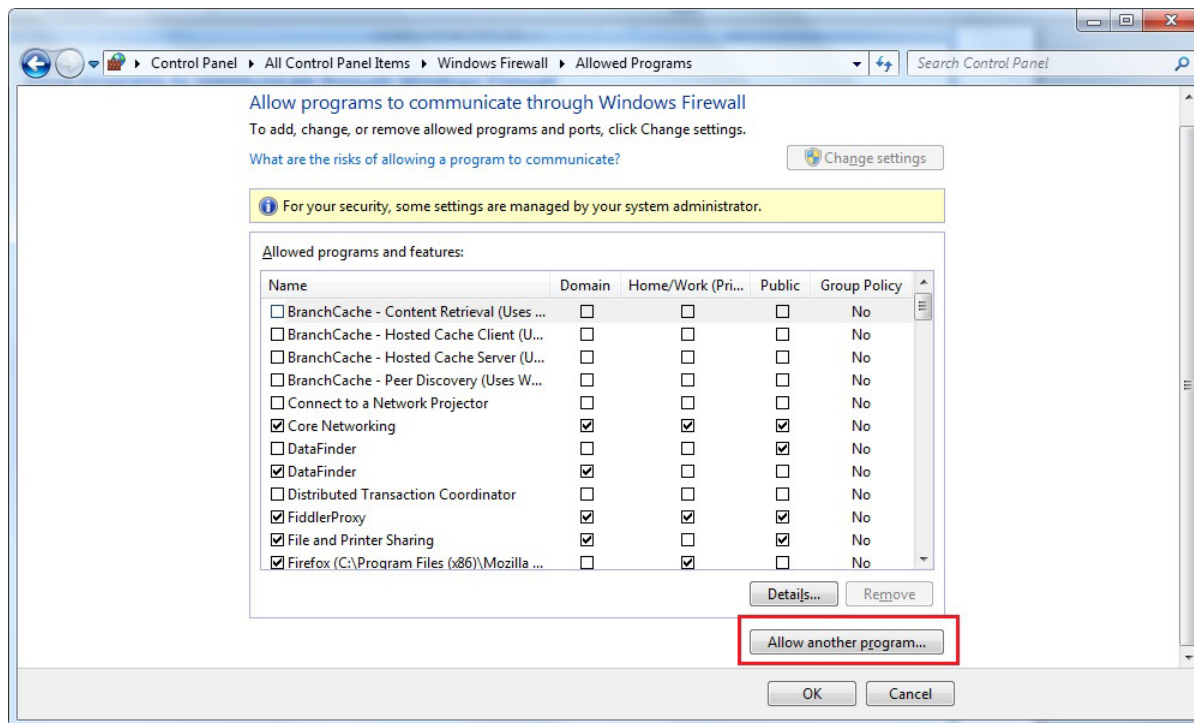 Control Panel ▸ All Control Panel Items ▸ Windows Firewall ▸ Allowed Programs
Search Control Panel
Allow programs to communicate through Windows Firewall
To add, change, or remove allowed programs and ports, click Change settings.
What are the risks of allowing a program to communicate?
Change settings
For your security, some settings are managed by your system administrator.
Allowed programs and features:
Name Domain Home/Work (Pri... Public Group Policy
BranchCache - Content Retrieval (Uses ... No
BranchCache - Hosted Cache Client (U... No
BranchCache - Hosted Cache Server (U... No
BranchCache - Peer Discovery (Uses W... No
Connect to a Network Projector No
Core Networking No
DataFinder No
DataFinder No
Distributed Transaction Coordinator No
FiddlerProxy No
File and Printer Sharing No
Firefox (C:\Program Files (x86)\Mozilla ... No
Details... Remove
Allow another program...
OK Cancel